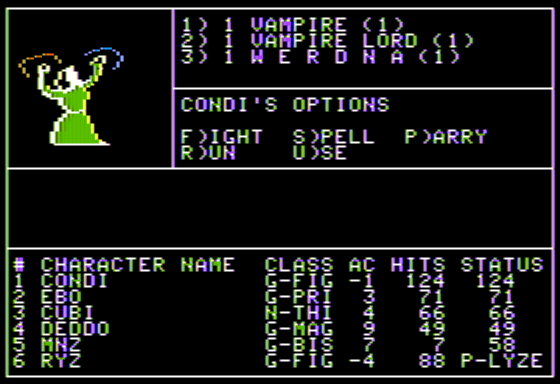 1) 1 VAMPIRE (1)
2) 1 VAMPIRE LORD (1)
3) 1 W E R D N A (1)
CONDI'S OPTIONS
F)IGHT S)PELL P)ARRY
R)UN U)SE
# CHARACTER NAME CLASS AC HITS STATUS
1 CONDI G-FIG -1 124 124
2 EBO G-PRI 3 71 71
3 CUBI N-THI 4 66 66
4 DEDDO G-MAG 9 49 49
5 MNZ G-BIS 7 7 58
6 RYZ G-FIG -4 88 P-LYZE